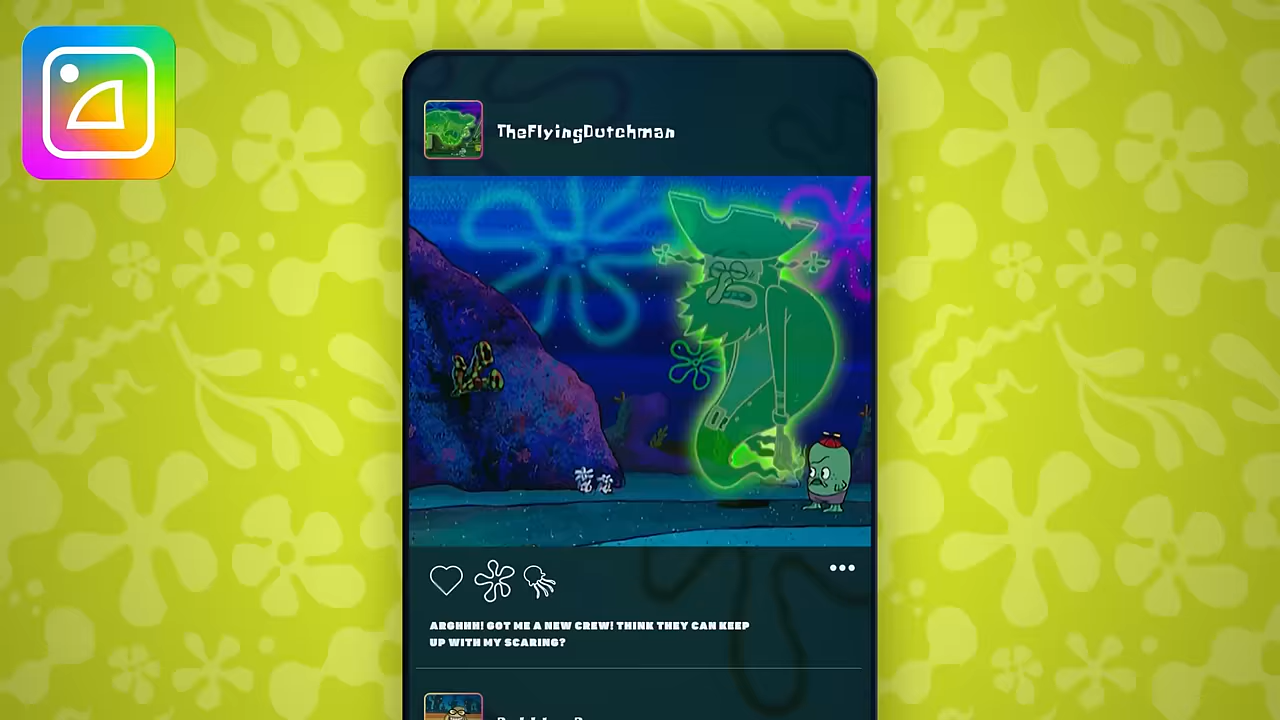 TheFlyingDutchman
ARGHHH! GOT ME A NEW CREW! THINK THEY CAN KEEP
UP WITH MY SCARING?